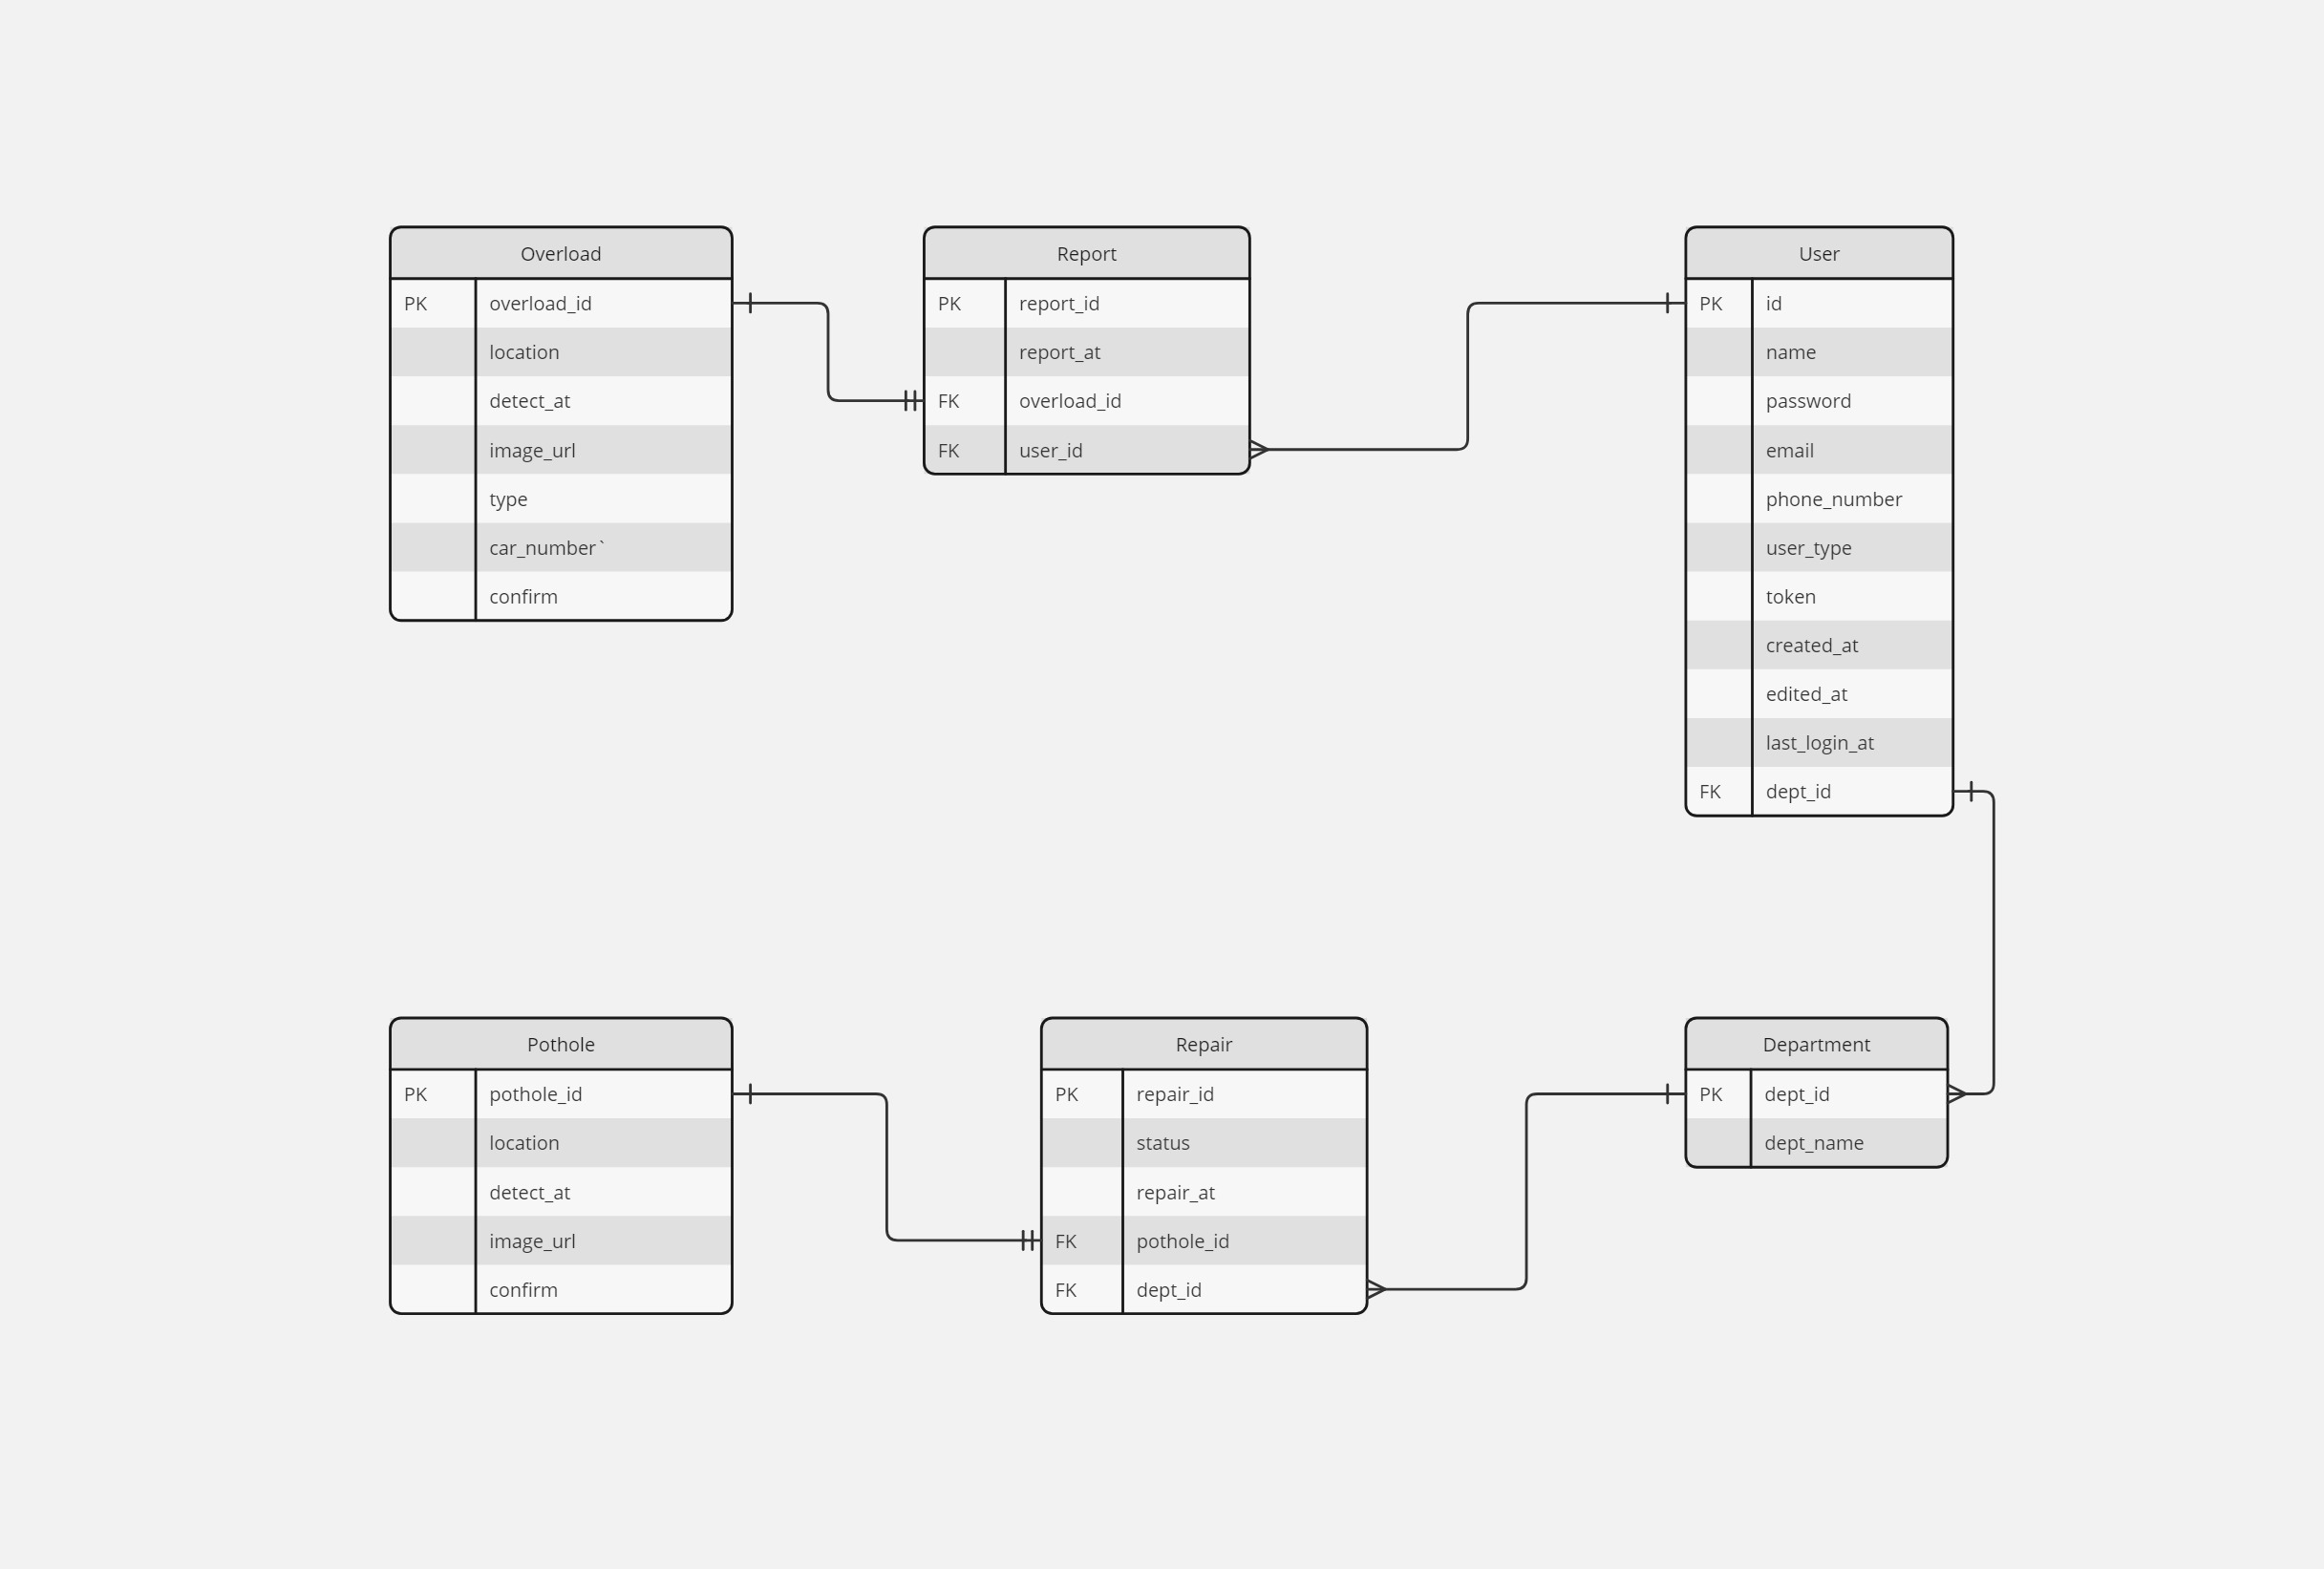 Overload
PK overload_id
location
detect_at
image_url
type
car_number`
confirm
Report
PK report_id
report_at
FK overload_id
FK user_id
User
PK id
name
password
email
phone_number
user_type
token
created_at
edited_at
last_login_at
FK dept_id
Pothole
PK pothole_id
location
detect_at
image_url
confirm
Repair
PK repair_id
status
repair_at
FK pothole_id
FK dept_id
Department
PK dept_id
dept_name